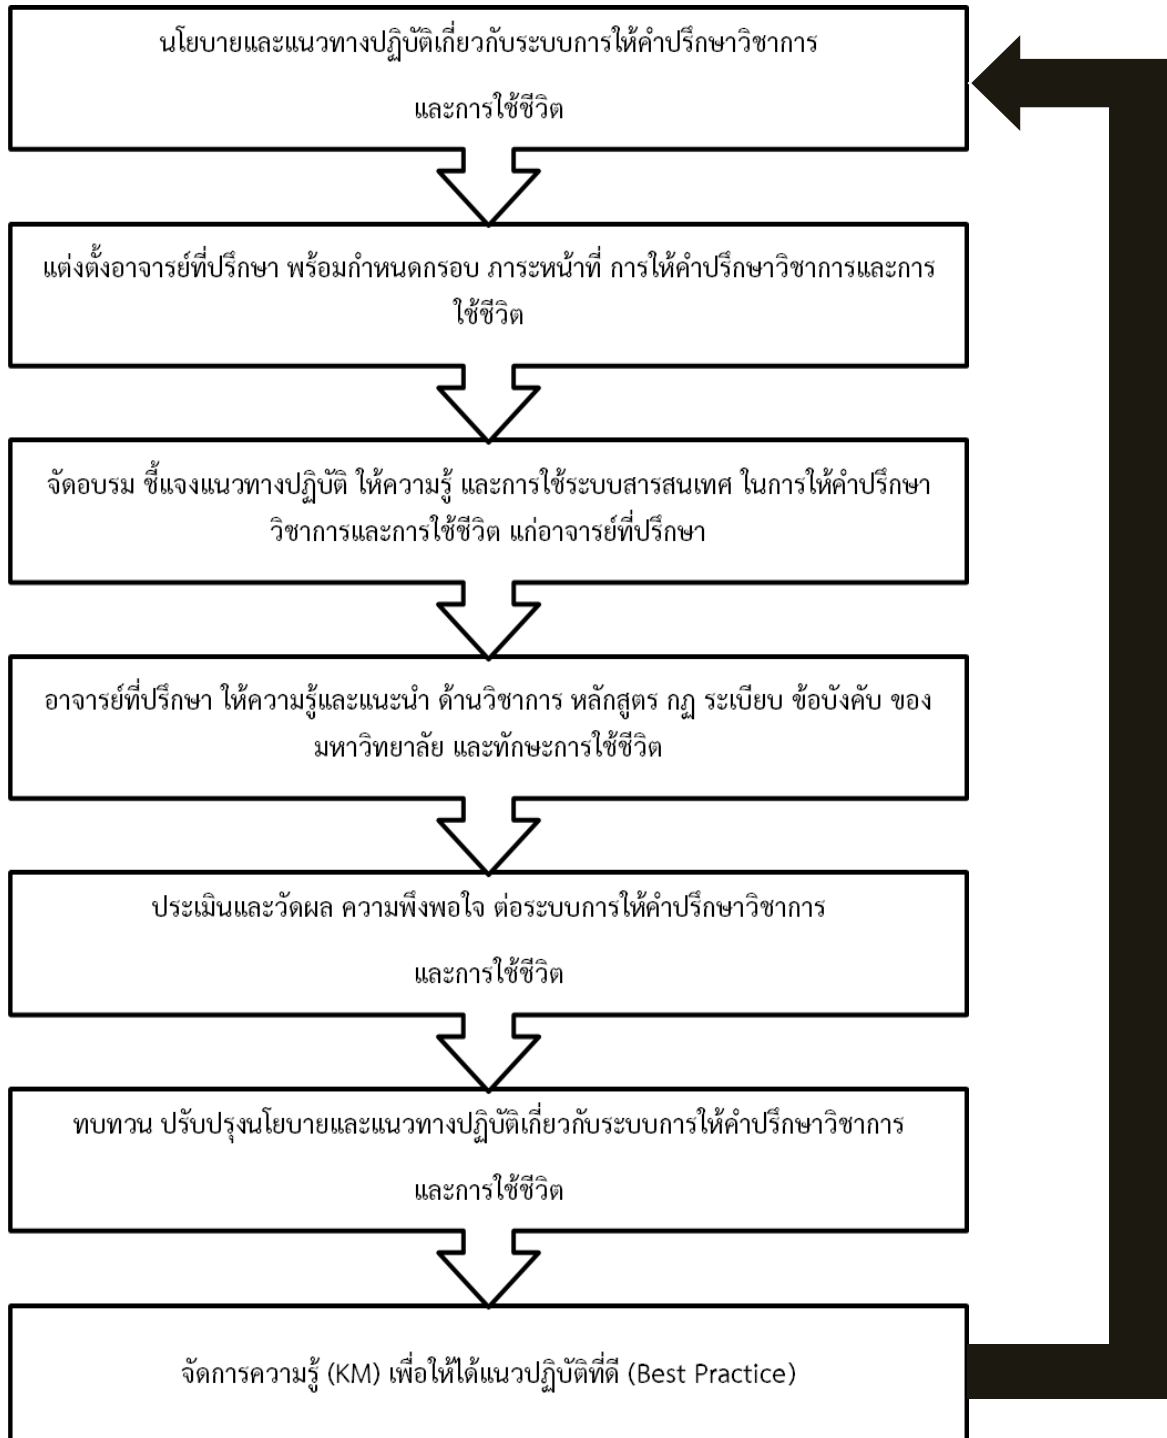 นโยบายและแนวทางปฏิบัติเกี่ยวกับระบบการให้คำปรึกษาวิชาการ
และการใช้ชีวิต
แต่งตั้งอาจารย์ที่ปรึกษา พร้อมกำหนดกรอบ ภาระหน้าที่ การให้คำปรึกษาวิชาการและการ
ใช้ชีวิต
จัดอบรม ชี้แจงแนวทางปฏิบัติ ให้ความรู้ และการใช้ระบบสารสนเทศ ในการให้คำปรึกษา
วิชาการและการใช้ชีวิต แก่อาจารย์ที่ปรึกษา
อาจารย์ที่ปรึกษา ให้ความรู้และแนะนำ ด้านวิชาการ หลักสูตร กฏ ระเบียบ ข้อบังคับ ของ
มหาวิทยาลัย และทักษะการใช้ชีวิต
ประเมินและวัดผล ความพึงพอใจ ต่อระบบการให้คำปรึกษาวิชาการ
และการใช้ชีวิต
ทบทวน ปรับปรุงนโยบายและแนวทางปฏิบัติเกี่ยวกับระบบการให้คำปรึกษาวิชาการ
และการใช้ชีวิต
จัดการความรู้ (KM) เพื่อให้ได้แนวปฏิบัติที่ดี (Best Practice)